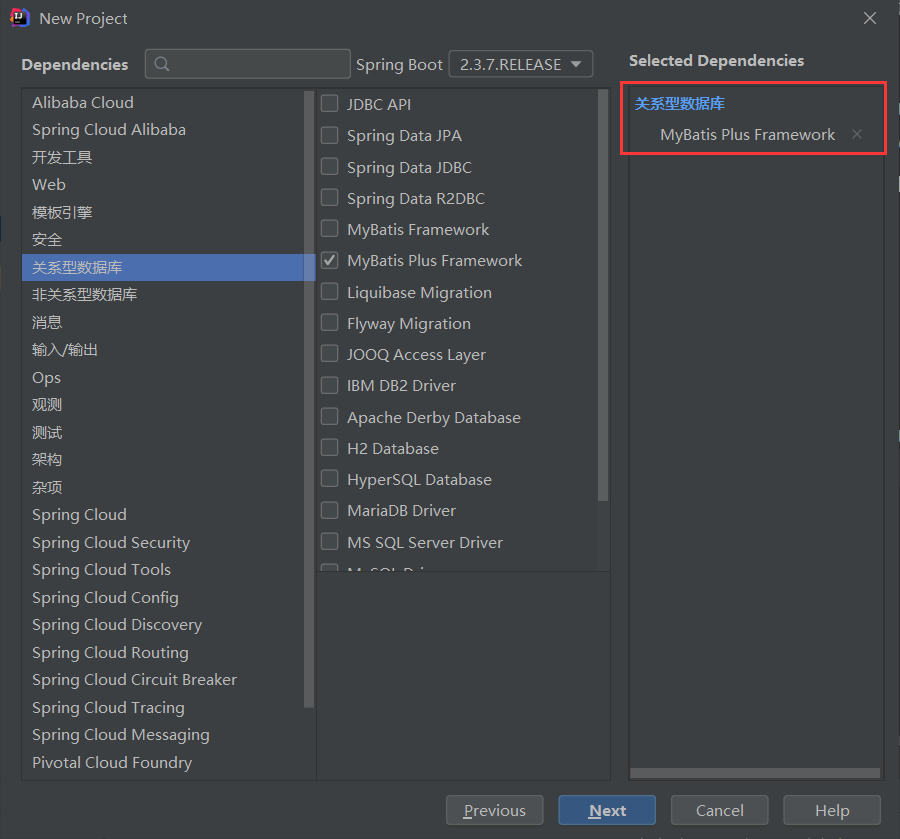 New Project
Dependencies
Spring Boot 2.3.7.RELEASE
Selected Dependencies
Alibaba Cloud
Spring Cloud Alibaba
开发工具
Web
模板引擎
安全
关系型数据库
非关系型数据库
消息
输入/输出
Ops
观测
测试
架构
杂项
Spring Cloud
Spring Cloud Security
Spring Cloud Tools
Spring Cloud Config
Spring Cloud Discovery
Spring Cloud Routing
Spring Cloud Circuit Breaker
Spring Cloud Tracing
Spring Cloud Messaging
Pivotal Cloud Foundry
JDBC API
Spring Data JPA
Spring Data JDBC
Spring Data R2DBC
MyBatis Framework
MyBatis Plus Framework
Liquibase Migration
Flyway Migration
JOOQ Access Layer
IBM DB2 Driver
Apache Derby Database
H2 Database
HyperSQL Database
MariaDB Driver
MS SQL Server Driver
关系型数据库
MyBatis Plus Framework
Previous
Next
Cancel
Help